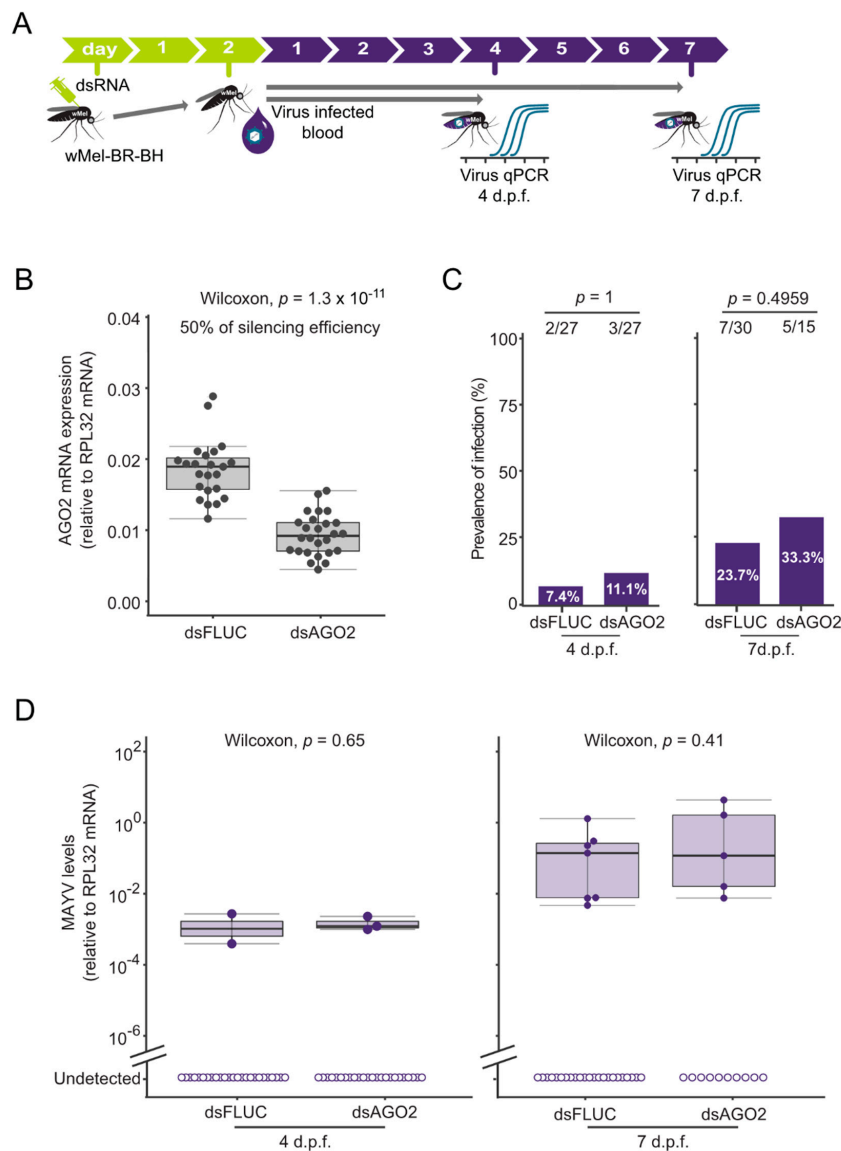 A
day 1 2 1 2 3 4 5 6 7
dsRNA
wMel wMel wMel wMel
wMel-BR-BH
Virus infected
blood
Virus qPCR
4 d.p.f.
Virus qPCR
7 d.p.f.
B
Wilcoxon, p = 1.3 x 10⁻¹¹
50% of silencing efficiency
AGO2 mRNA expression
(relative to RPL32 mRNA)
0.04
0.03
0.02
0.01
0.00
dsFLUC dsAGO2
C
p = 1
2/27 3/27
p = 0.4959
7/30 5/15
Prevalence of infection (%)
100
75
50
25
0
7.4% 11.1%
dsFLUC dsAGO2
4 d.p.f.
100
75
50
25
0
23.7% 33.3%
dsFLUC dsAGO2
7d.p.f.
D
Wilcoxon, p = 0.65
Wilcoxon, p = 0.41
MAYV levels
(relative to RPL32 mRNA)
10²
10⁰
10⁻²
10⁻⁴
10⁻⁶
Undetected
dsFLUC dsAGO2
4 d.p.f.
dsFLUC dsAGO2
7 d.p.f.